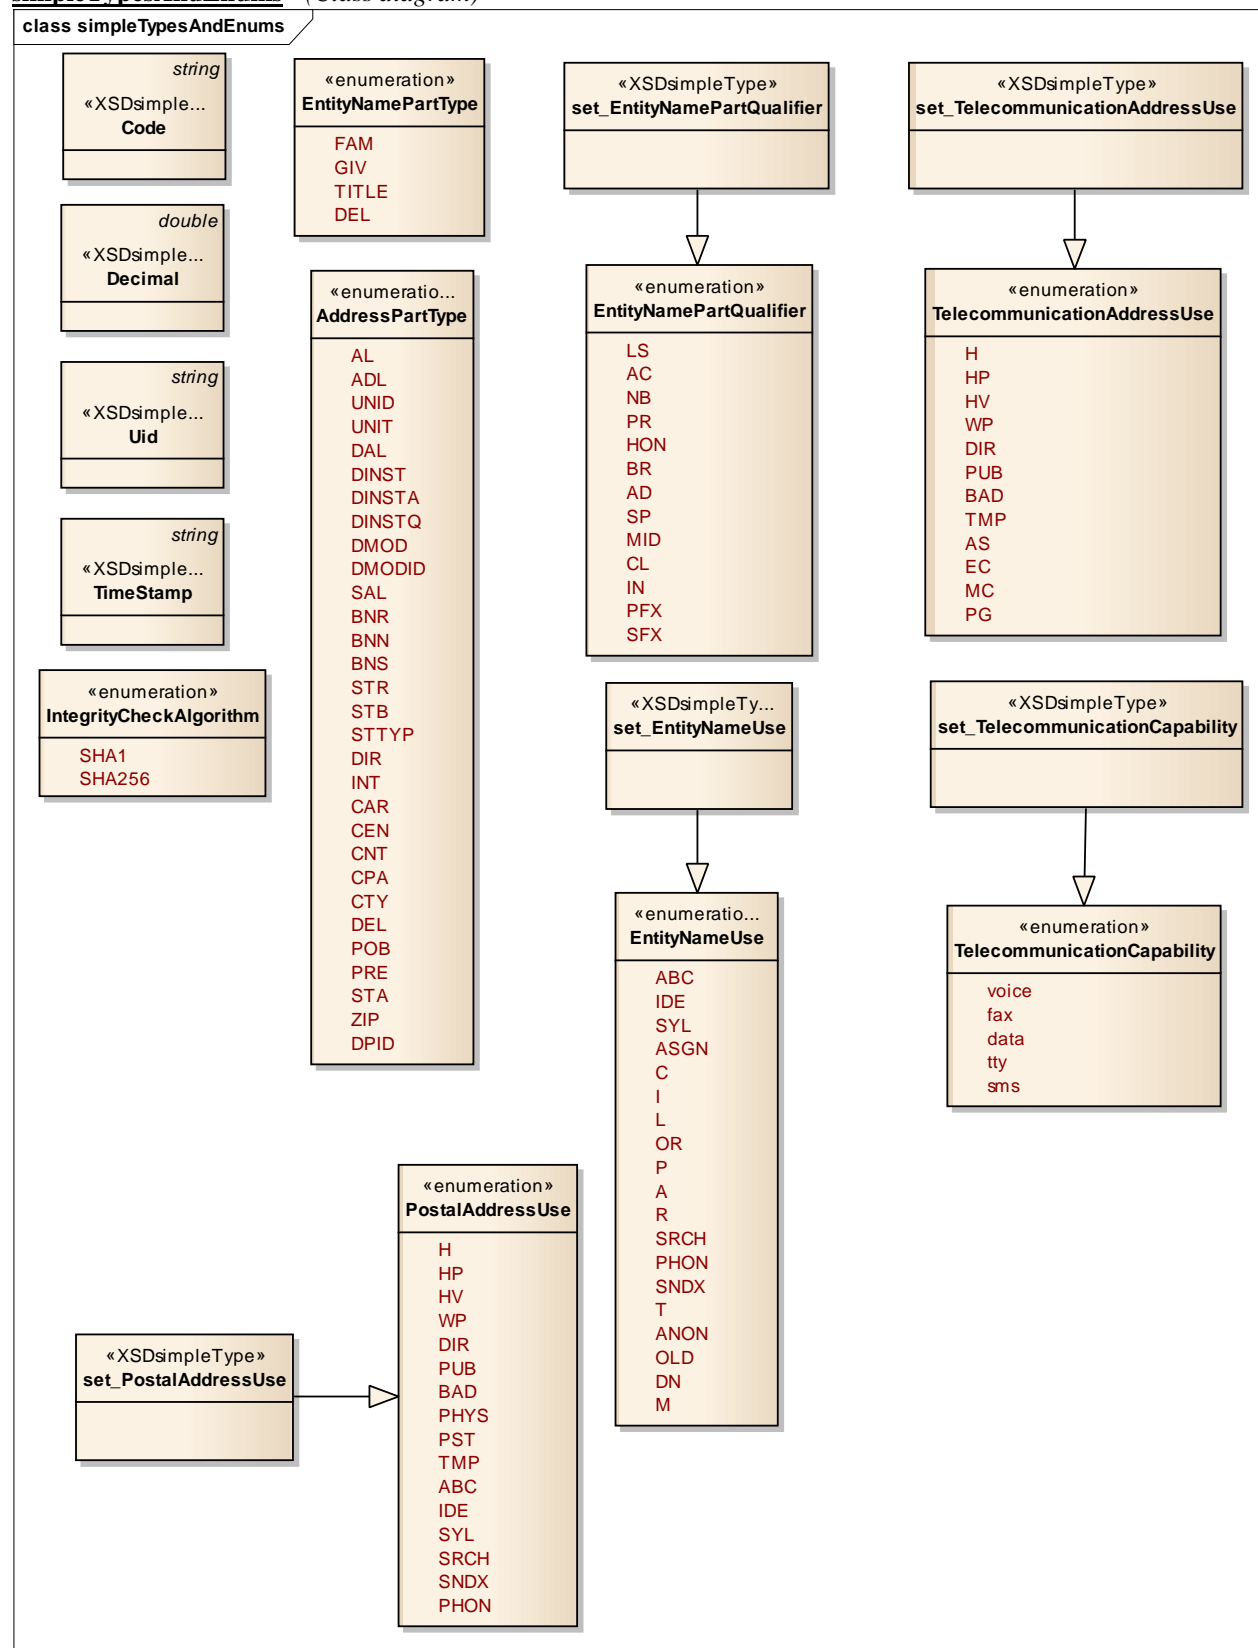 simpleTypesAndEnums - (Class diagram)
class simpleTypesAndEnums
string
«XSDsimple...
Code
double
«XSDsimple...
Decimal
string
«XSDsimple...
Uid
string
«XSDsimple...
TimeStamp
«enumeration»
IntegrityCheckAlgorithm
SHA1
SHA256
«enumeration»
EntityNamePartType
FAM
GIV
TITLE
DEL
«enumeratio...
AddressPartType
AL
ADL
UNID
UNIT
DAL
DINST
DINSTA
DINSTQ
DMOD
DMODID
SAL
BNR
BNN
BNS
STR
STB
STTYP
DIR
INT
CAR
CEN
CNT
CPA
CTY
DEL
POB
PRE
STA
ZIP
DPID
«XSDsimpleType»
set_EntityNamePartQualifier
«enumeration»
EntityNamePartQualifier
LS
AC
NB
PR
HON
BR
AD
SP
MID
CL
IN
PFX
SFX
«XSDsimpleTy...
set_EntityNameUse
«enumeratio...
EntityNameUse
ABC
IDE
SYL
ASGN
C
I
L
OR
P
A
R
SRCH
PHON
SNDX
T
ANON
OLD
DN
M
«XSDsimpleType»
set_TelecommunicationAddressUse
«enumeration»
TelecommunicationAddressUse
H
HP
HV
WP
DIR
PUB
BAD
TMP
AS
EC
MC
PG
«XSDsimpleType»
set_TelecommunicationCapability
«enumeration»
TelecommunicationCapability
voice
fax
data
tty
sms
«XSDsimpleType»
set_PostalAddressUse
«enumeration»
PostalAddressUse
H
HP
HV
WP
DIR
PUB
BAD
PHYS
PST
TMP
ABC
IDE
SYL
SRCH
SNDX
PHON